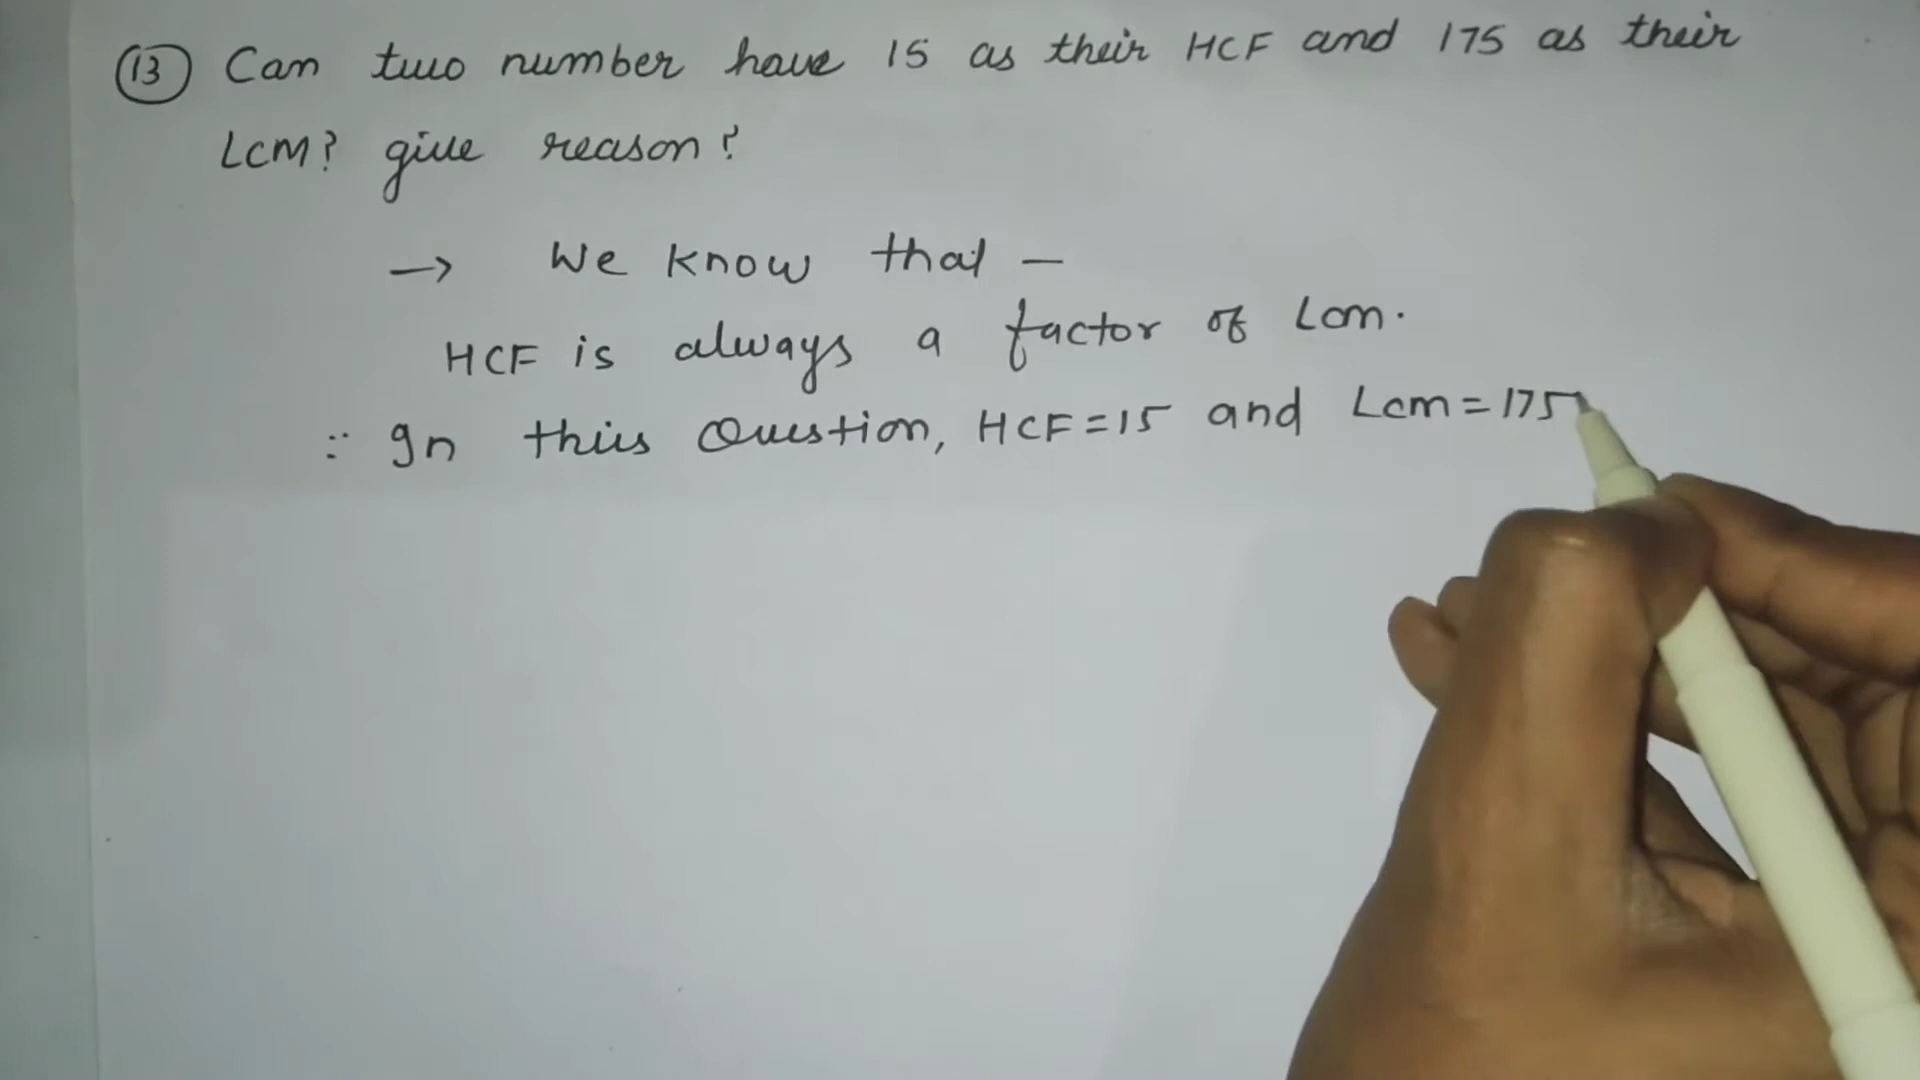 13 Can two number have 15 as their HCF and 175 as their
LCM? give reason?
→ We know that –
HCF is always a factor of Lcm.
∵ In this Question, HCF = 15 and Lcm = 175